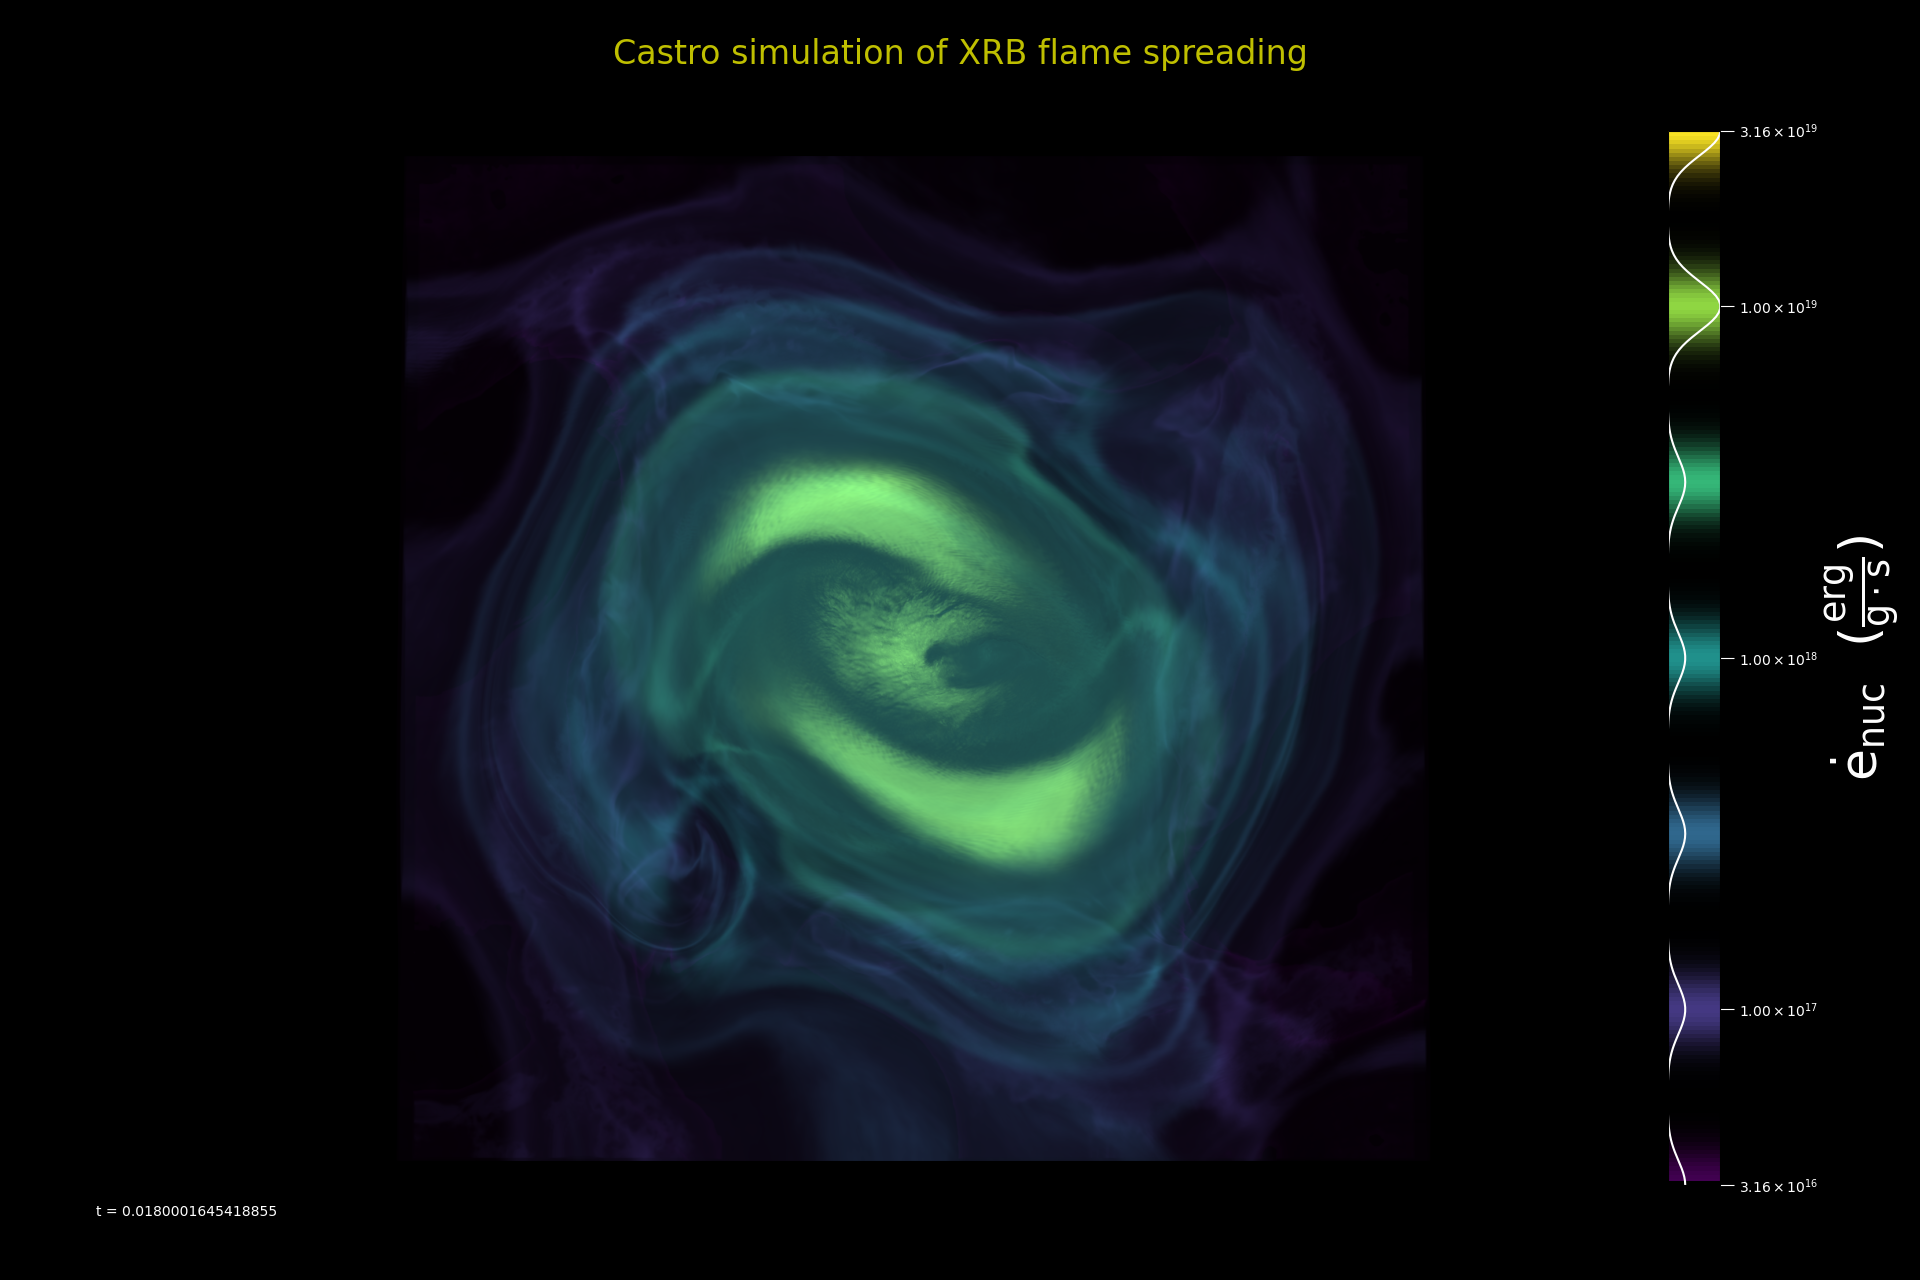 Castro simulation of XRB flame spreading
3.16 × 10¹⁹
1.00 × 10¹⁹
1.00 × 10¹⁸
1.00 × 10¹⁷
3.16 × 10¹⁶
ė_nuc (erg / g · s)
t = 0.0180001645418855